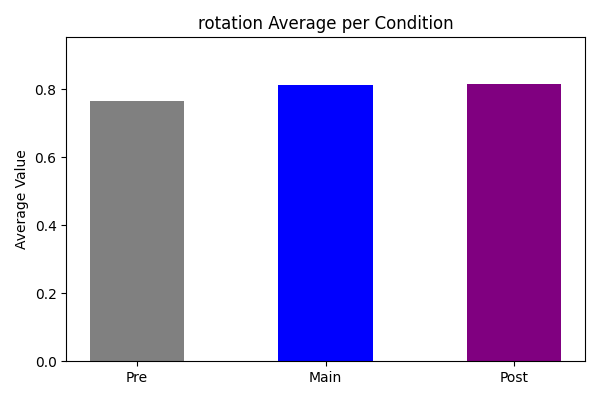 rotation Average per Condition
Average Value
0.8
0.6
0.4
0.2
0.0
Pre
Main
Post